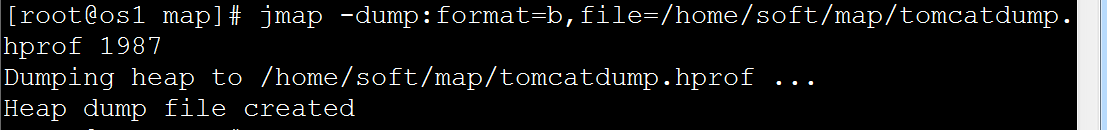 [root@os1 map]# jmap -dump:format=b,file=/home/soft/map/tomcatdump.
hprof 1987
Dumping heap to /home/soft/map/tomcatdump.hprof ...
Heap dump file created